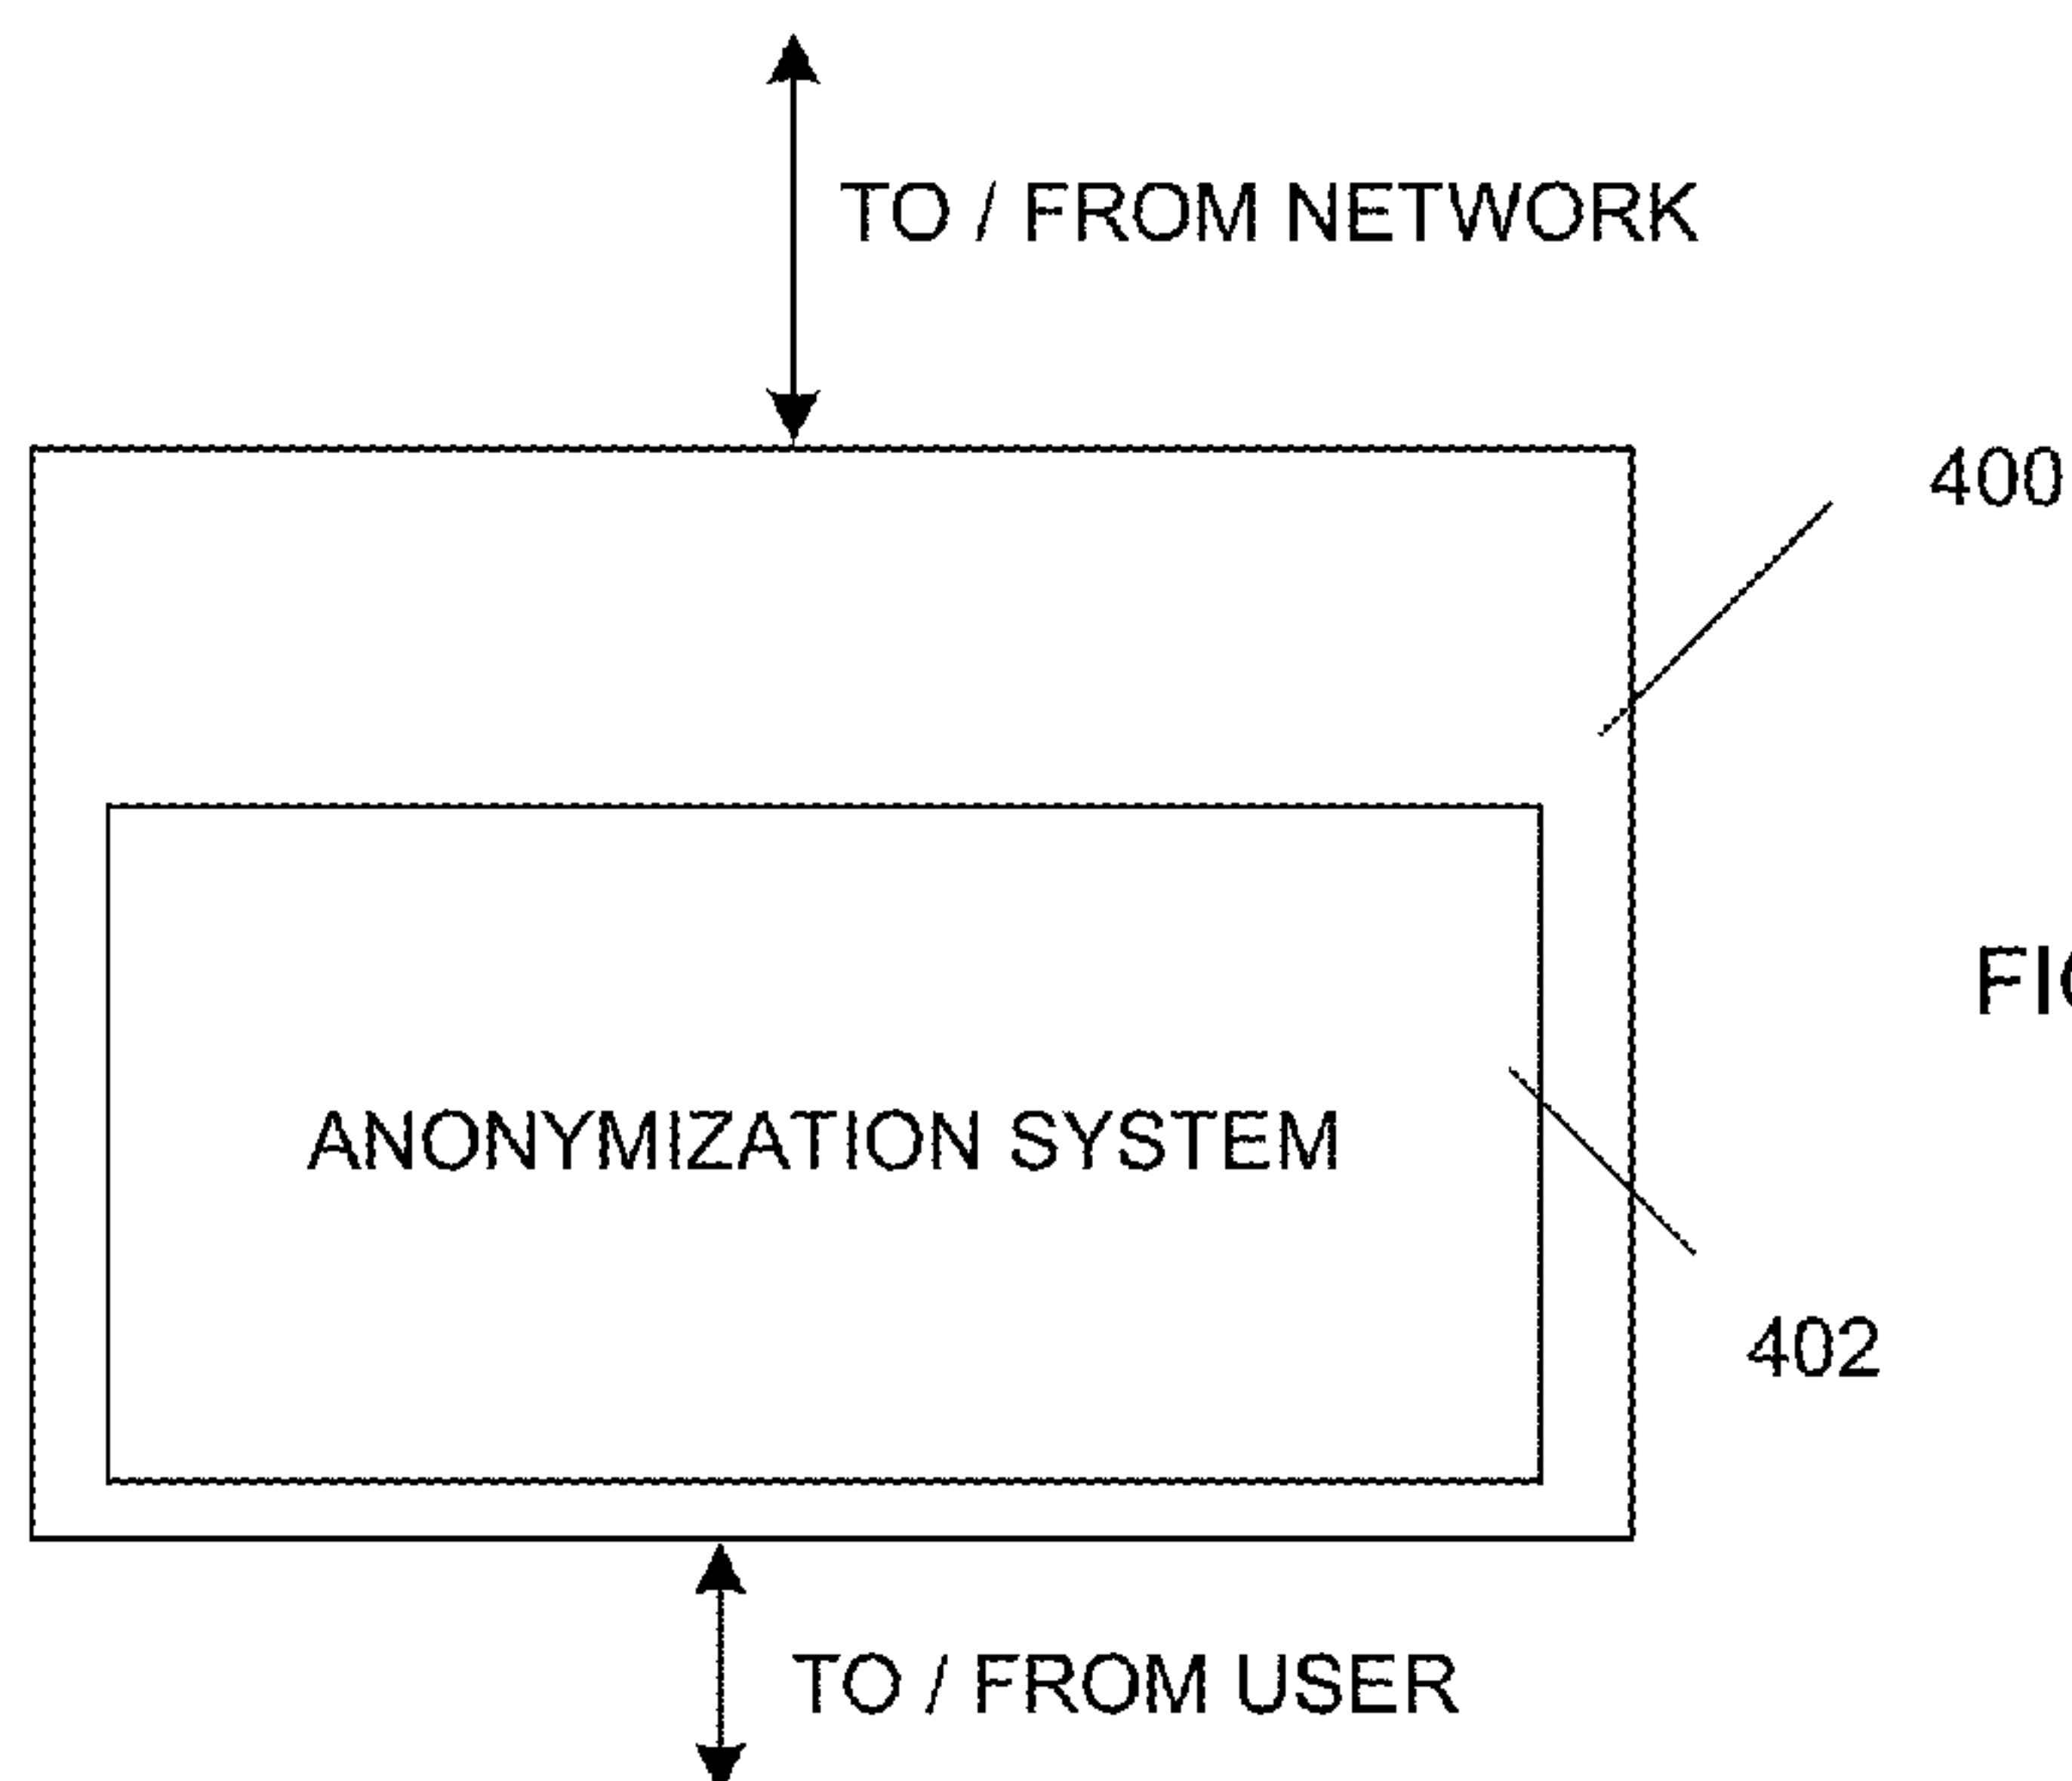 TO / FROM NETWORK
400
ANONYMIZATION SYSTEM
402
TO / FROM USER